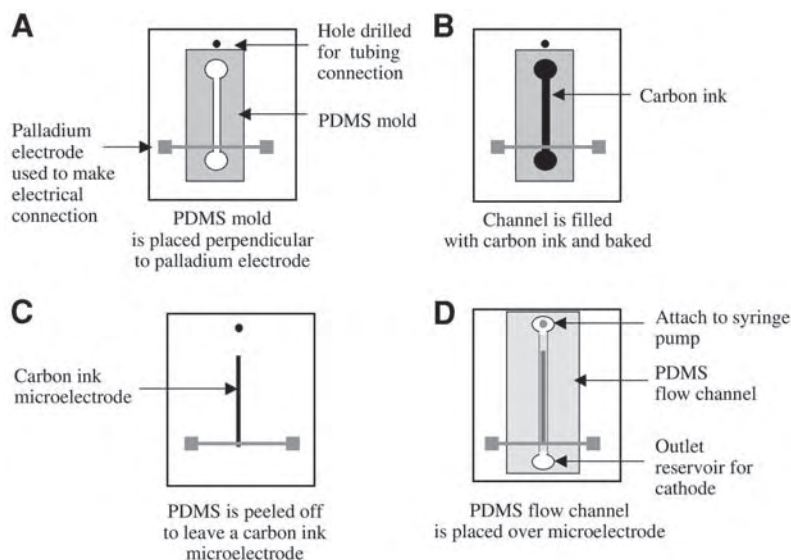 A
Hole drilled
for tubing
connection
PDMS mold
Palladium
electrode
used to make
electrical
connection
PDMS mold
is placed perpendicular
to palladium electrode
B
Carbon ink
Channel is filled
with carbon ink and baked
C
Carbon ink
microelectrode
PDMS is peeled off
to leave a carbon ink
microelectrode
D
Attach to syringe
pump
PDMS
flow channel
Outlet
reservoir for
cathode
PDMS flow channel
is placed over microelectrode